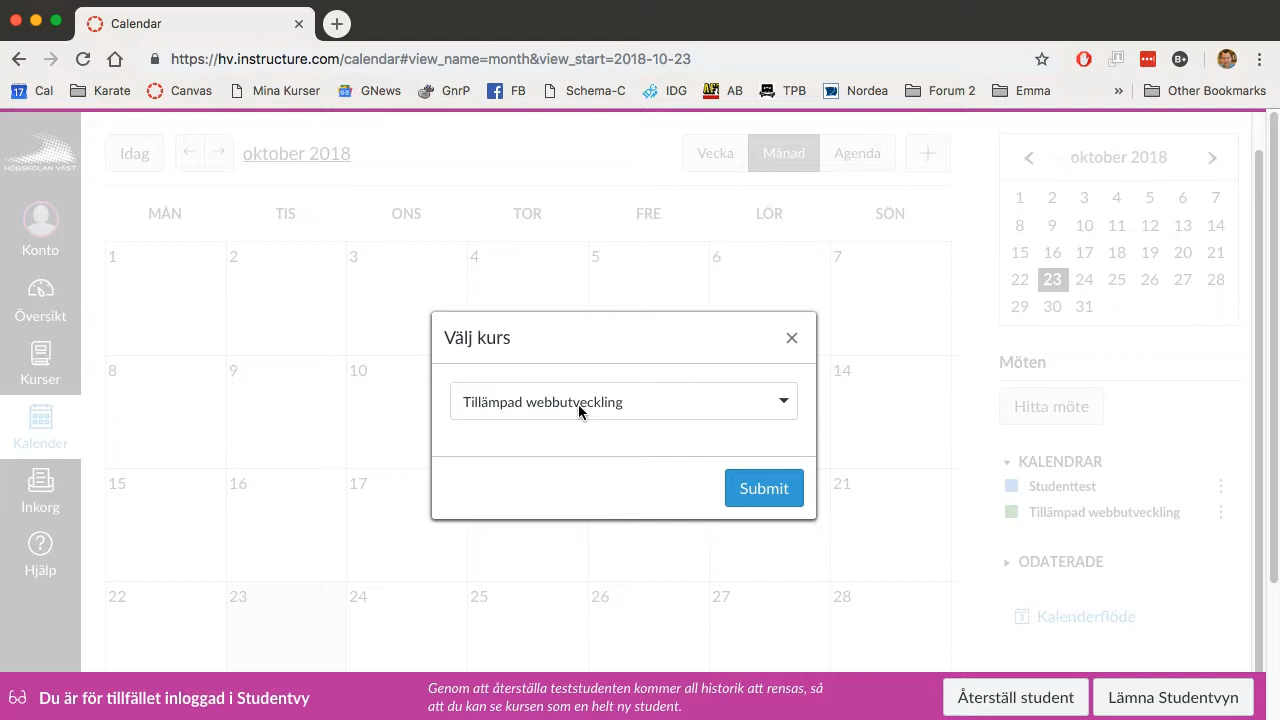 Calendar
https://hv.instructure.com/calendar#view_name=month&view_start=2018-10-23
17 Cal Karate Canvas Mina Kurser GNews GnrP FB Schema-C IDG AB TPB Nordea Forum 2 Emma » Other Bookmarks
HÖGSKOLAN VÄST
Konto
Översikt
Kurser
Kalender
Inkorg
Hjälp
Idag ← → oktober 2018 Vecka Månad Agenda +
MÅN TIS ONS TOR FRE LÖR SÖN
1 2 3 4 5 6 7
8 9 10 14
15 16 17 21
22 23 24 25 26 27 28
Välj kurs ×
Tillämpad webbutveckling
Submit
oktober 2018
1 2 3 4 5 6 7
8 9 10 11 12 13 14
15 16 17 18 19 20 21
22 23 24 25 26 27 28
29 30 31
Möten
Hitta möte
KALENDRAR
Studenttest
Tillämpad webbutveckling
ODATERADE
Kalenderflöde
Du är för tillfället inloggad i Studentvy
Genom att återställa teststudenten kommer all historik att rensas, så
att du kan se kursen som en helt ny student.
Återställ student
Lämna Studentvyn